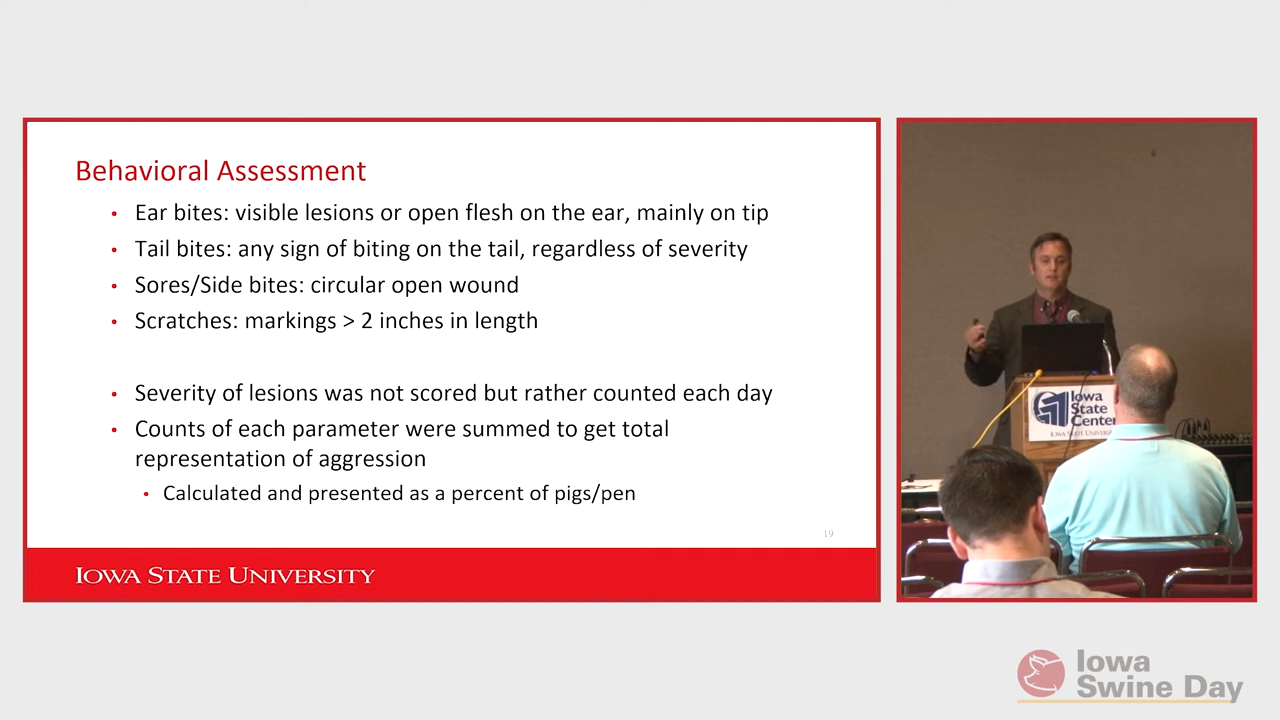 Behavioral Assessment
• Ear bites: visible lesions or open flesh on the ear, mainly on tip
• Tail bites: any sign of biting on the tail, regardless of severity
• Sores/Side bites: circular open wound
• Scratches: markings > 2 inches in length
• Severity of lesions was not scored but rather counted each day
• Counts of each parameter were summed to get total
representation of aggression
• Calculated and presented as a percent of pigs/pen
19
IOWA STATE UNIVERSITY
Iowa
State
Center
IOWA STATE
Iowa
Swine Day